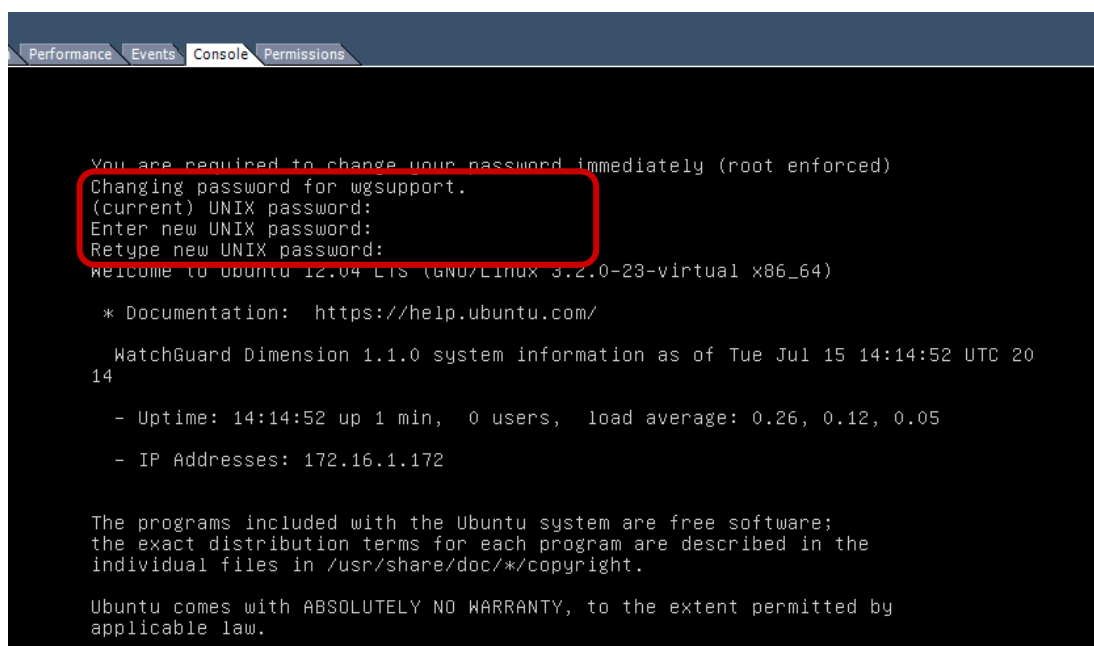 Performance Events Console Permissions
You are required to change your password immediately (root enforced)
Changing password for wgsupport.
(current) UNIX password:
Enter new UNIX password:
Retype new UNIX password:
Welcome to Ubuntu 12.04 LTS (GNU/Linux 3.2.0-23-virtual x86_64)
* Documentation:  https://help.ubuntu.com/
WatchGuard Dimension 1.1.0 system information as of Tue Jul 15 14:14:52 UTC 20
14
- Uptime: 14:14:52 up 1 min,  0 users,  load average: 0.26, 0.12, 0.05
- IP Addresses: 172.16.1.172
The programs included with the Ubuntu system are free software;
the exact distribution terms for each program are described in the
individual files in /usr/share/doc/*/copyright.
Ubuntu comes with ABSOLUTELY NO WARRANTY, to the extent permitted by
applicable law.